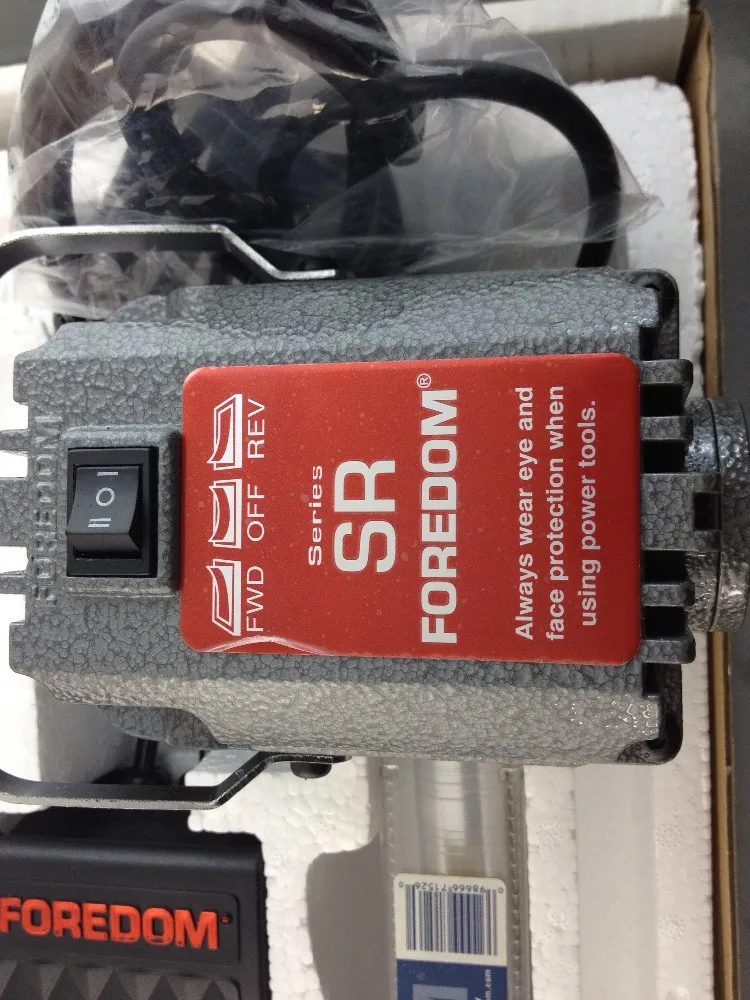 FOREDOM
FWD OFF REV
Series
SR
FOREDOM®
Always wear eye and
face protection when
using power tools.
FOREDOM